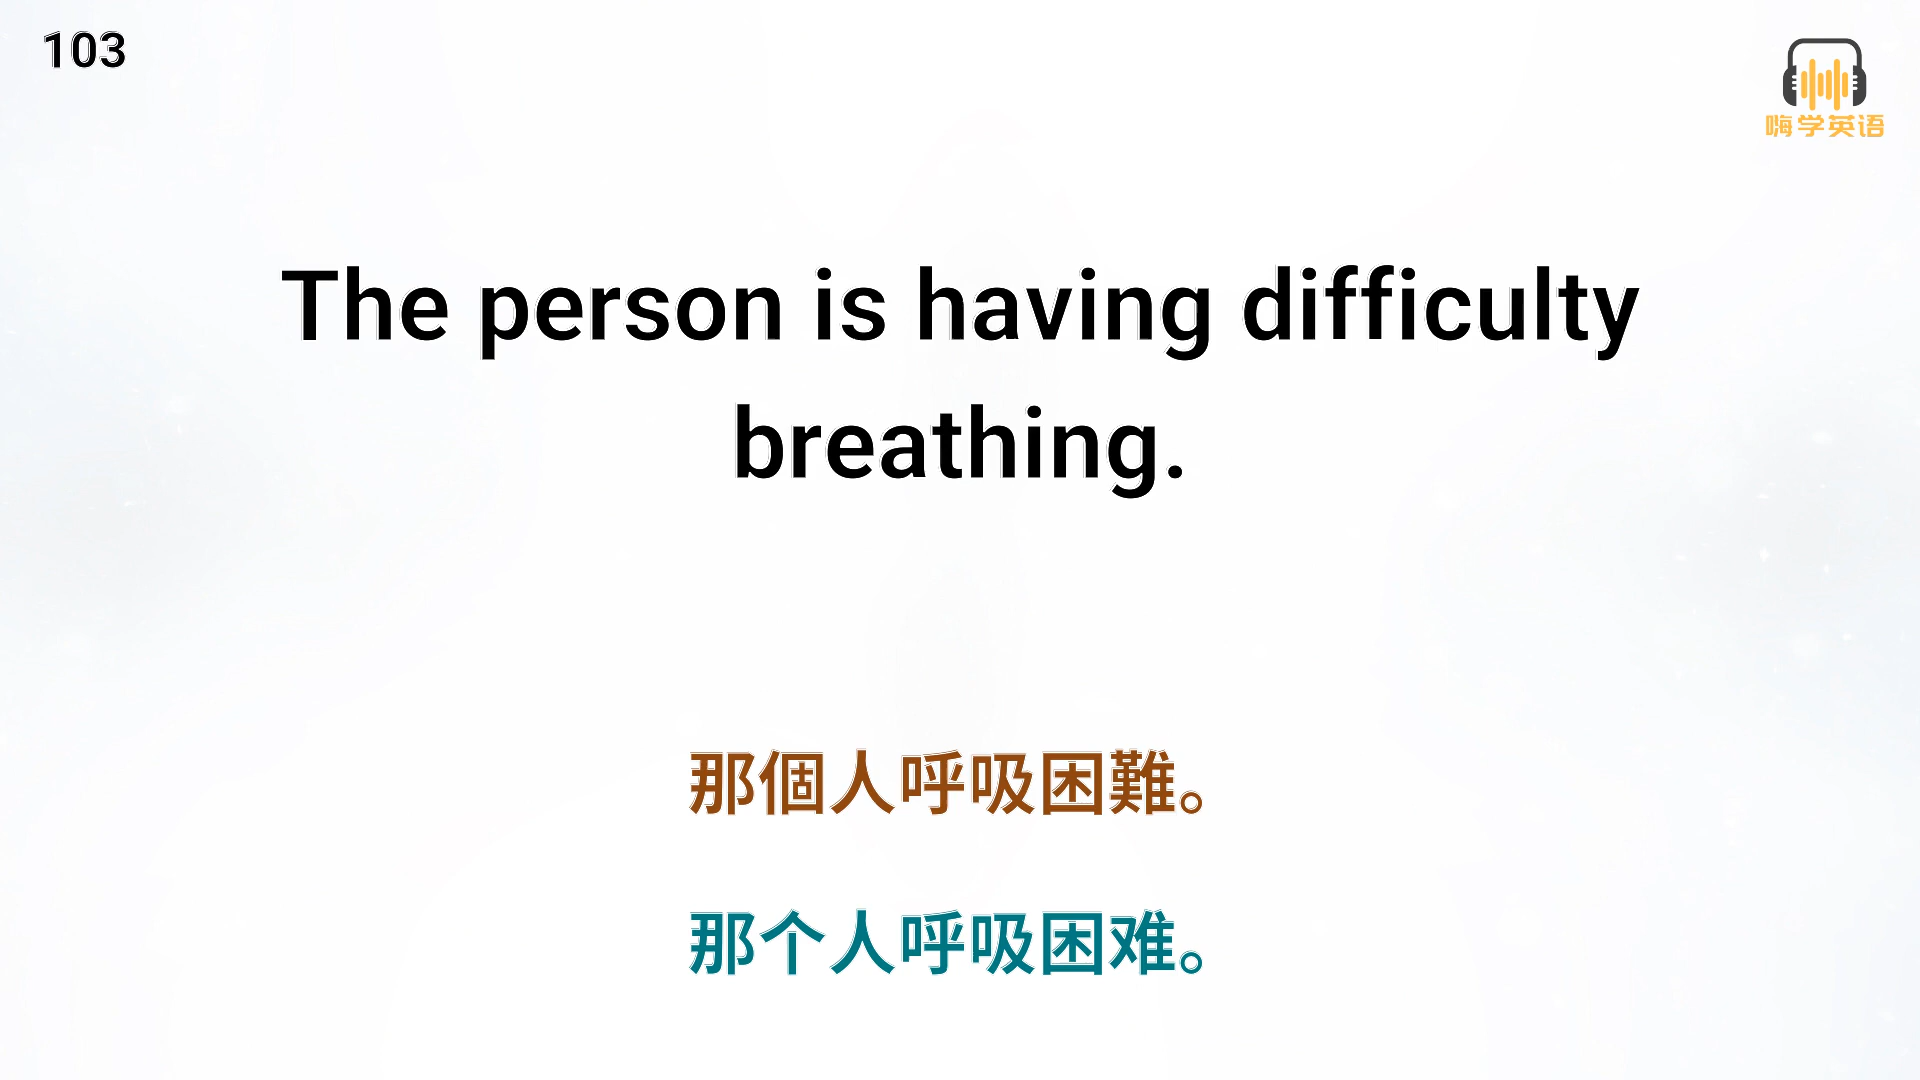 103
嗨学英语
The person is having difficulty
breathing.
那個人呼吸困難。
那个人呼吸困难。